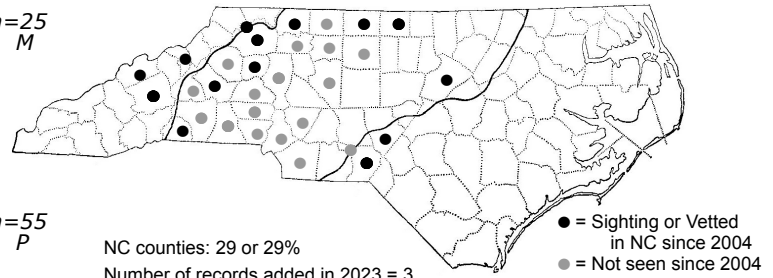 =25
M
=55
P
NC counties: 29 or 29%
Number of records added in 2023 = 3
● = Sighting or Vetted
in NC since 2004
● = Not seen since 2004